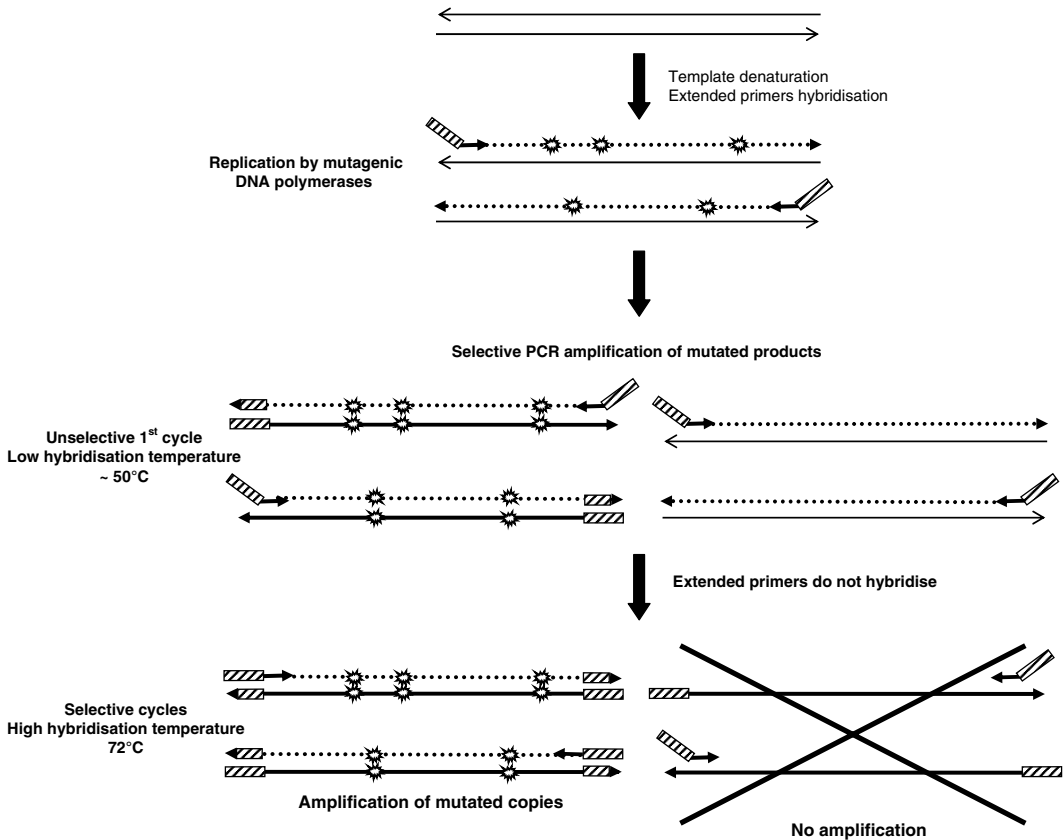 Template denaturation
Extended primers hybridisation
Replication by mutagenic
DNA polymerases
Selective PCR amplification of mutated products
Unselective 1st cycle
Low hybridisation temperature
~ 50°C
Extended primers do not hybridise
Selective cycles
High hybridisation temperature
72°C
Amplification of mutated copies
No amplification